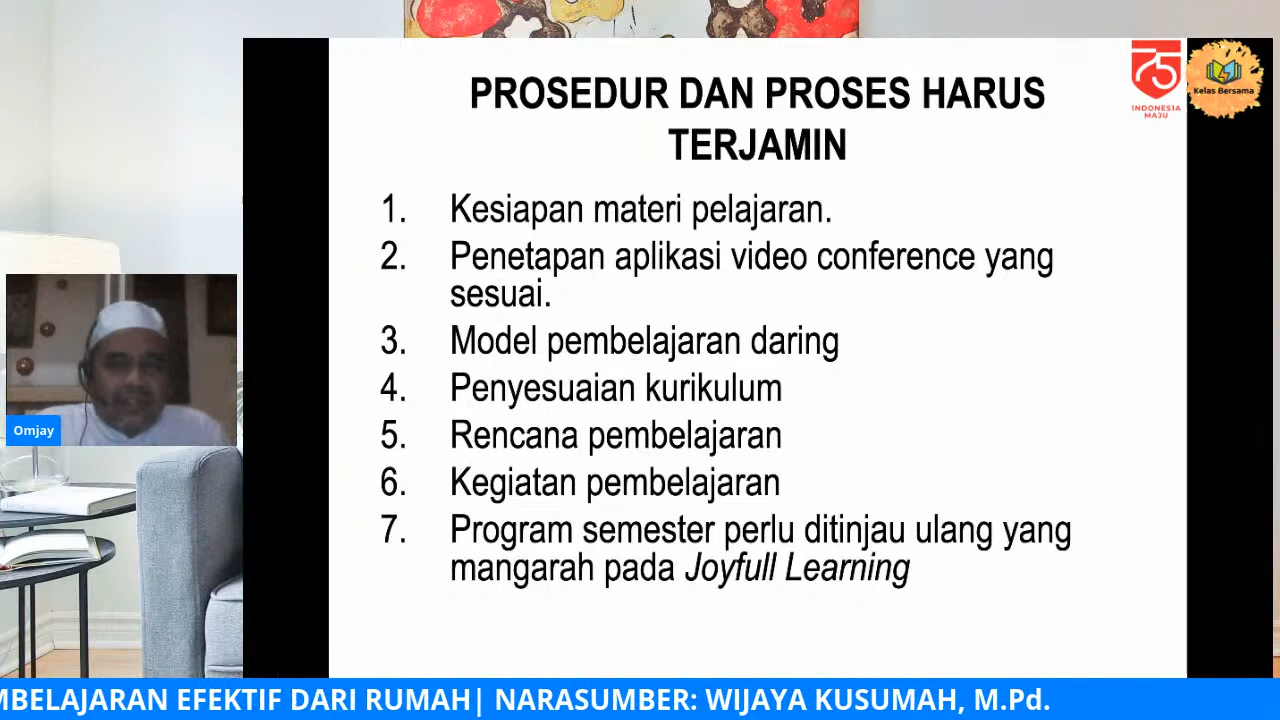 PROSEDUR DAN PROSES HARUS
TERJAMIN
75
INDONESIA
MAJU
Kelas Bersama
1. Kesiapan materi pelajaran.
2. Penetapan aplikasi video conference yang
sesuai.
3. Model pembelajaran daring
4. Penyesuaian kurikulum
5. Rencana pembelajaran
6. Kegiatan pembelajaran
7. Program semester perlu ditinjau ulang yang
mangarah pada Joyfull Learning
Omjay
MBELAJARAN EFEKTIF DARI RUMAH| NARASUMBER: WIJAYA KUSUMAH, M.Pd.